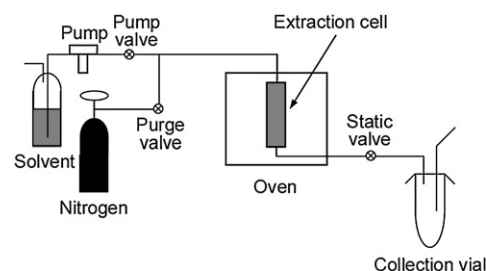 Pump
Pump
valve
Extraction cell
Solvent
Purge
valve
Nitrogen
Oven
Static
valve
Collection vial